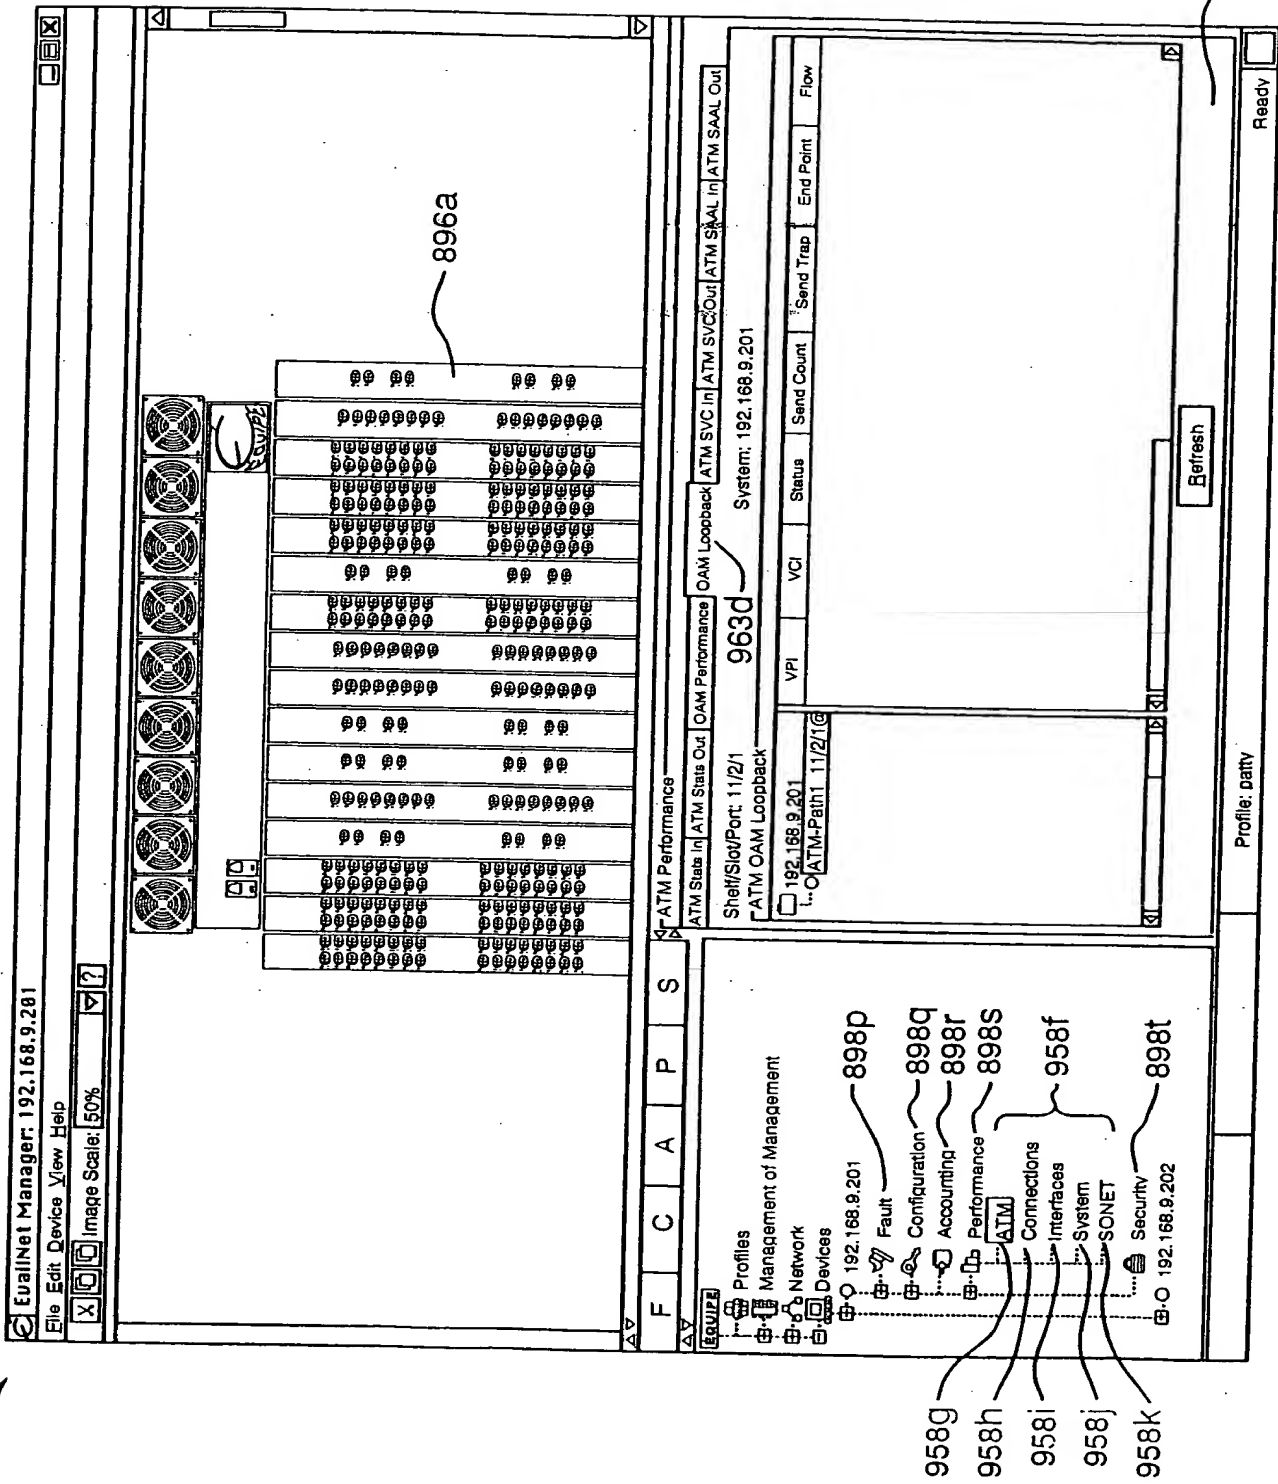 EualNet Manager: 192.168.9.201
File Edit Device View Help
Image Scale: 50%
?
896a
F C A P S
EQUIPE
Profiles
Management of Management
Network
Devices
192.168.9.201
Fault
Configuration
Accounting
Performance
ATM
Connections
Interfaces
System
SONET
Security
192.168.9.202
898p
898q
898r
898s
958f
898t
958g
958h
958i
958j
958k
ATM Performance
ATM Stats In ATM Stats Out OAM Performance OAM Loopback ATM SVC In ATM SVC Out ATM SAAL In ATM SAAL Out
Shelf/Slot/Port: 11/2/1 System: 192.168.9.201
963d
ATM OAM Loopback
192.168.9.201
ATM-Path1 11/2/1@
VPI VCI Status Send Count Send Trap End Point Flow
Refresh
Profile: patty
Ready